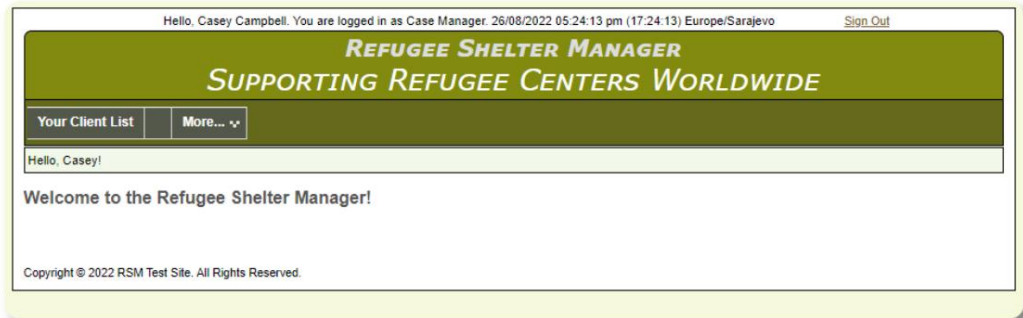 Hello, Casey Campbell. You are logged in as Case Manager. 26/08/2022 05:24:13 pm (17:24:13) Europe/Sarajevo Sign Out
Refugee Shelter Manager
Supporting Refugee Centers Worldwide
Your Client List More...
Hello, Casey!
Welcome to the Refugee Shelter Manager!
Copyright © 2022 RSM Test Site. All Rights Reserved.